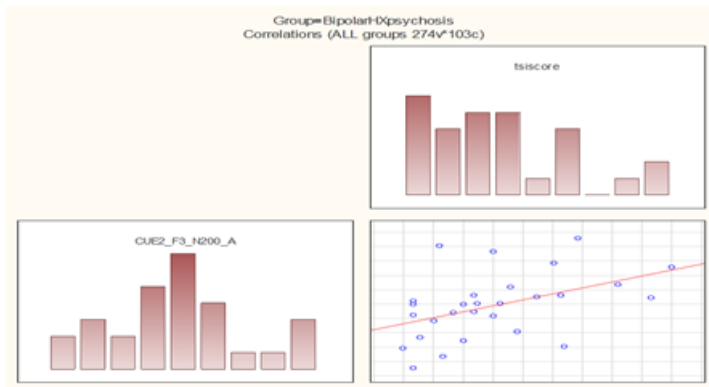 Group=BipolarHXpsychosis
Correlations (ALL groups 274v*103c)
tsiscore
CUE2_F3_N200_A